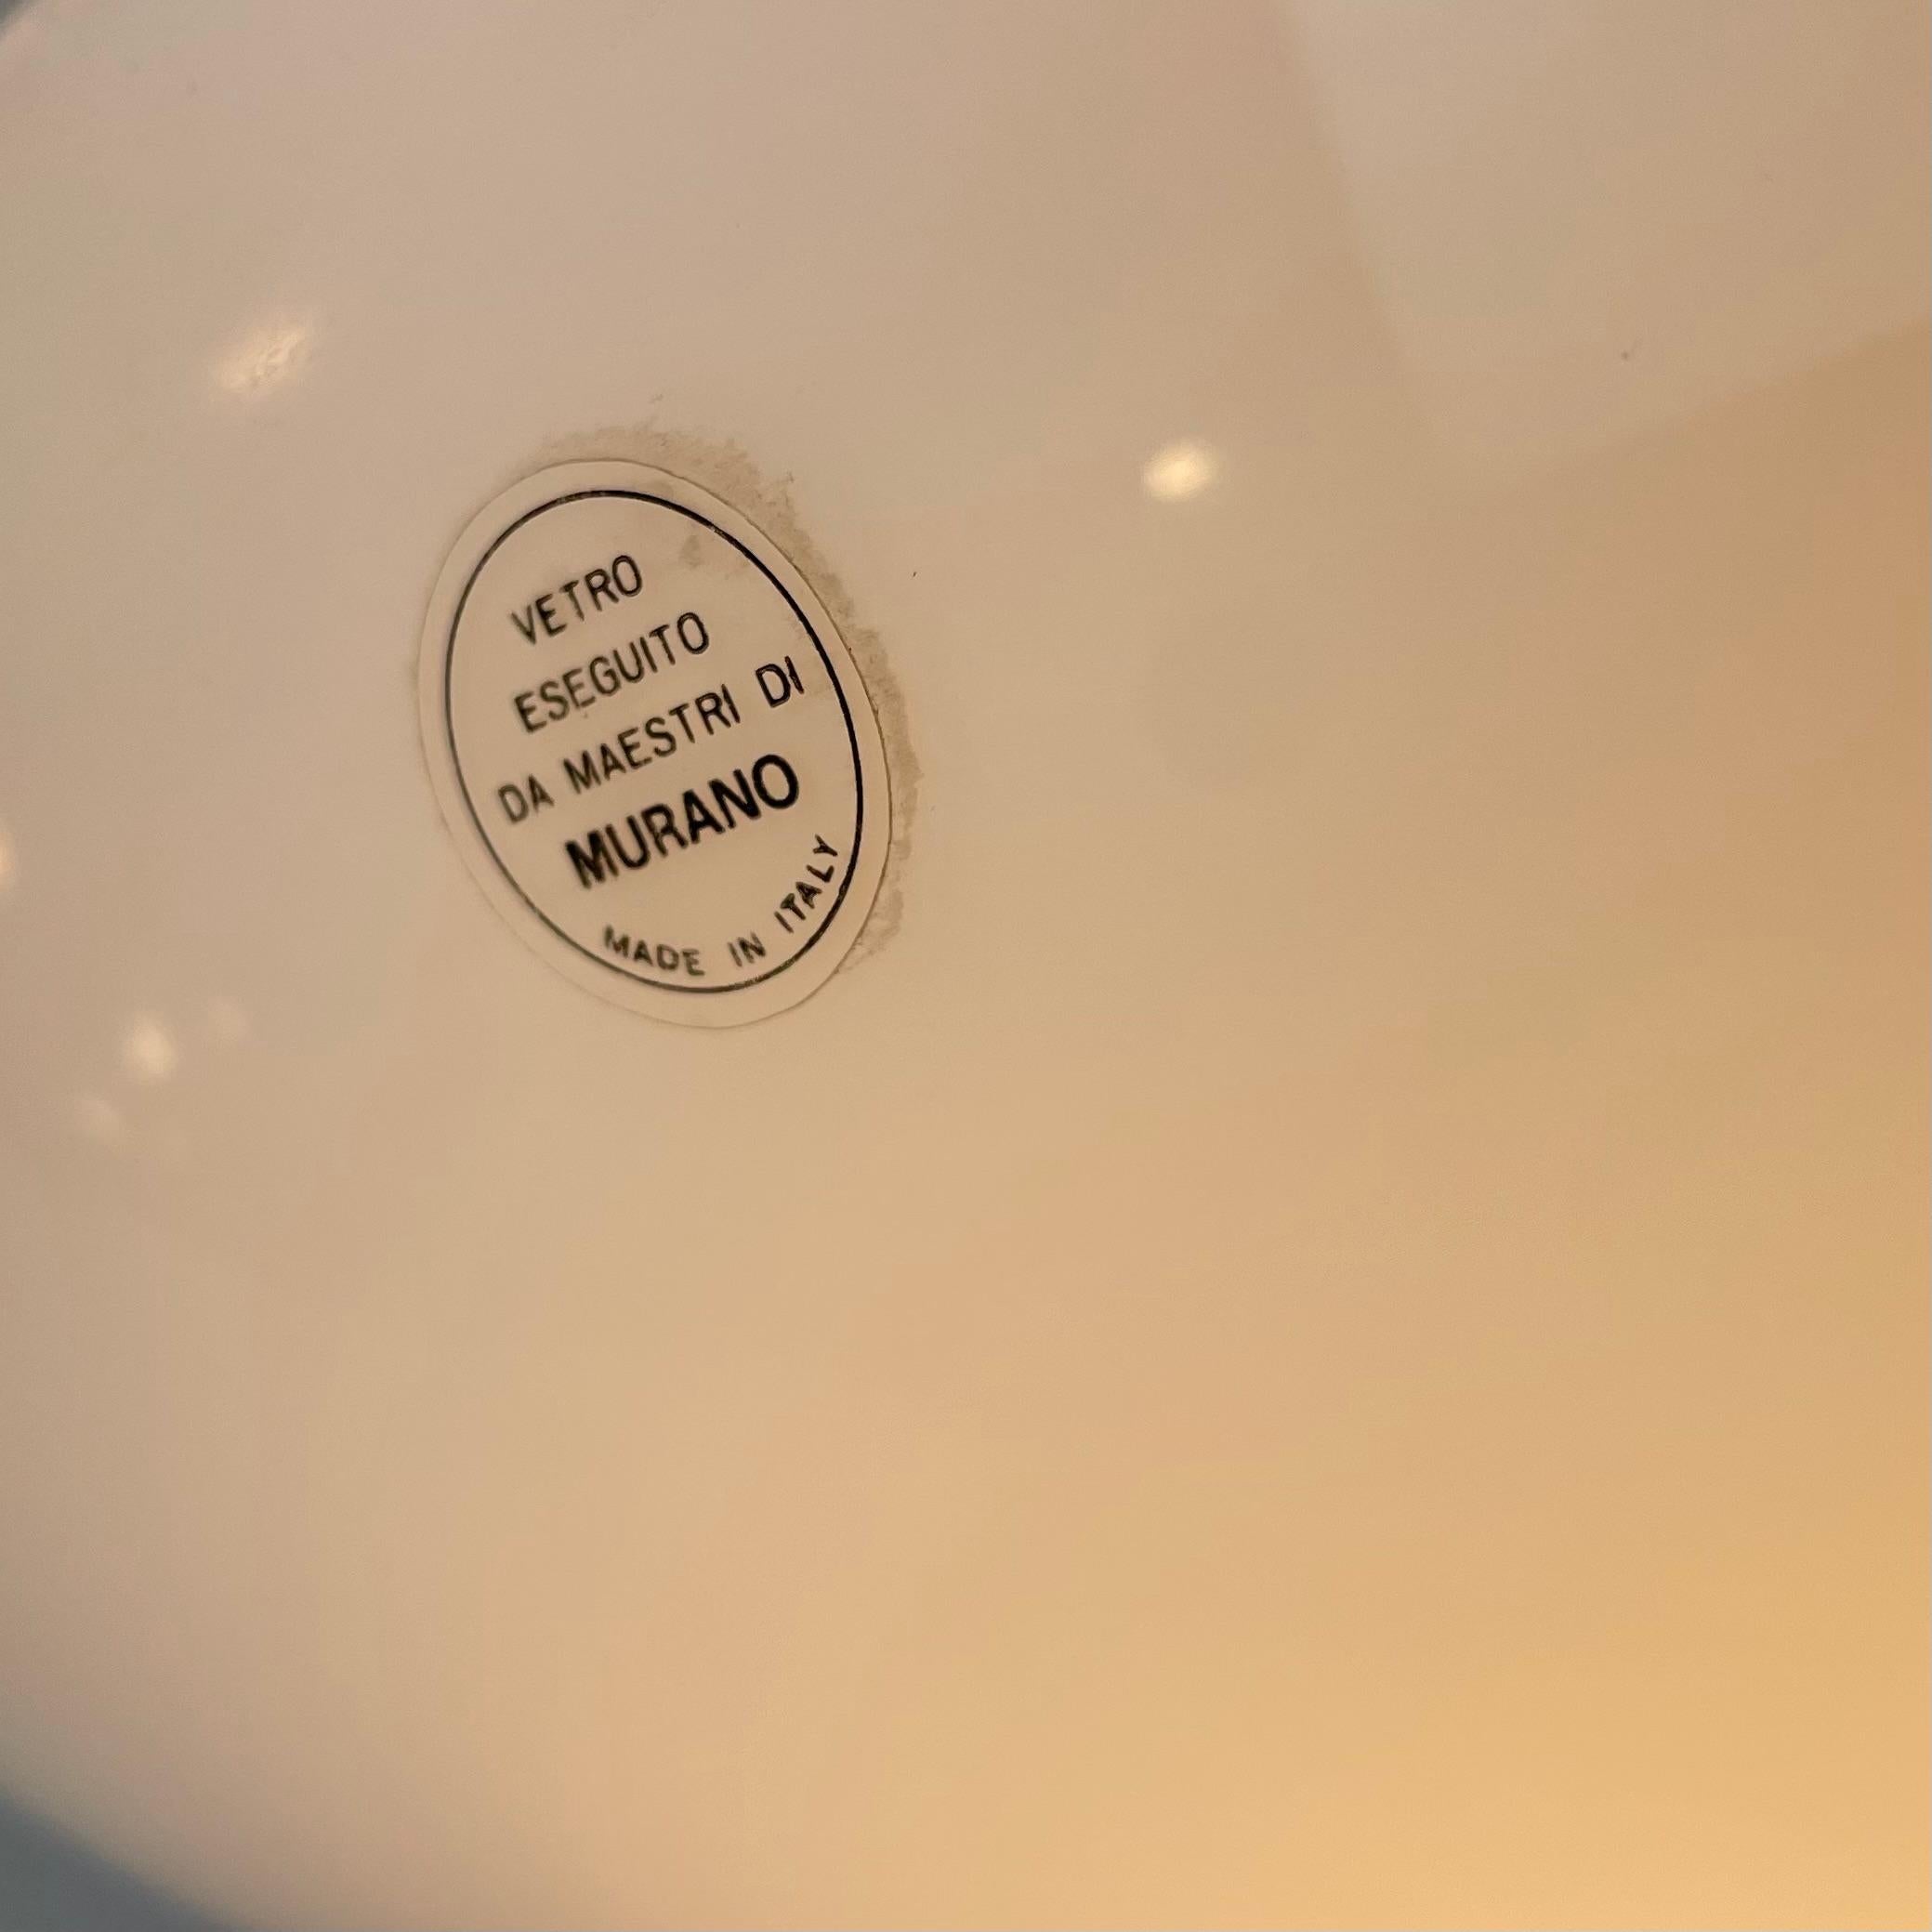 VETRO
ESEGUITO
DA MAESTRI DI
MURANO
MADE IN ITALY